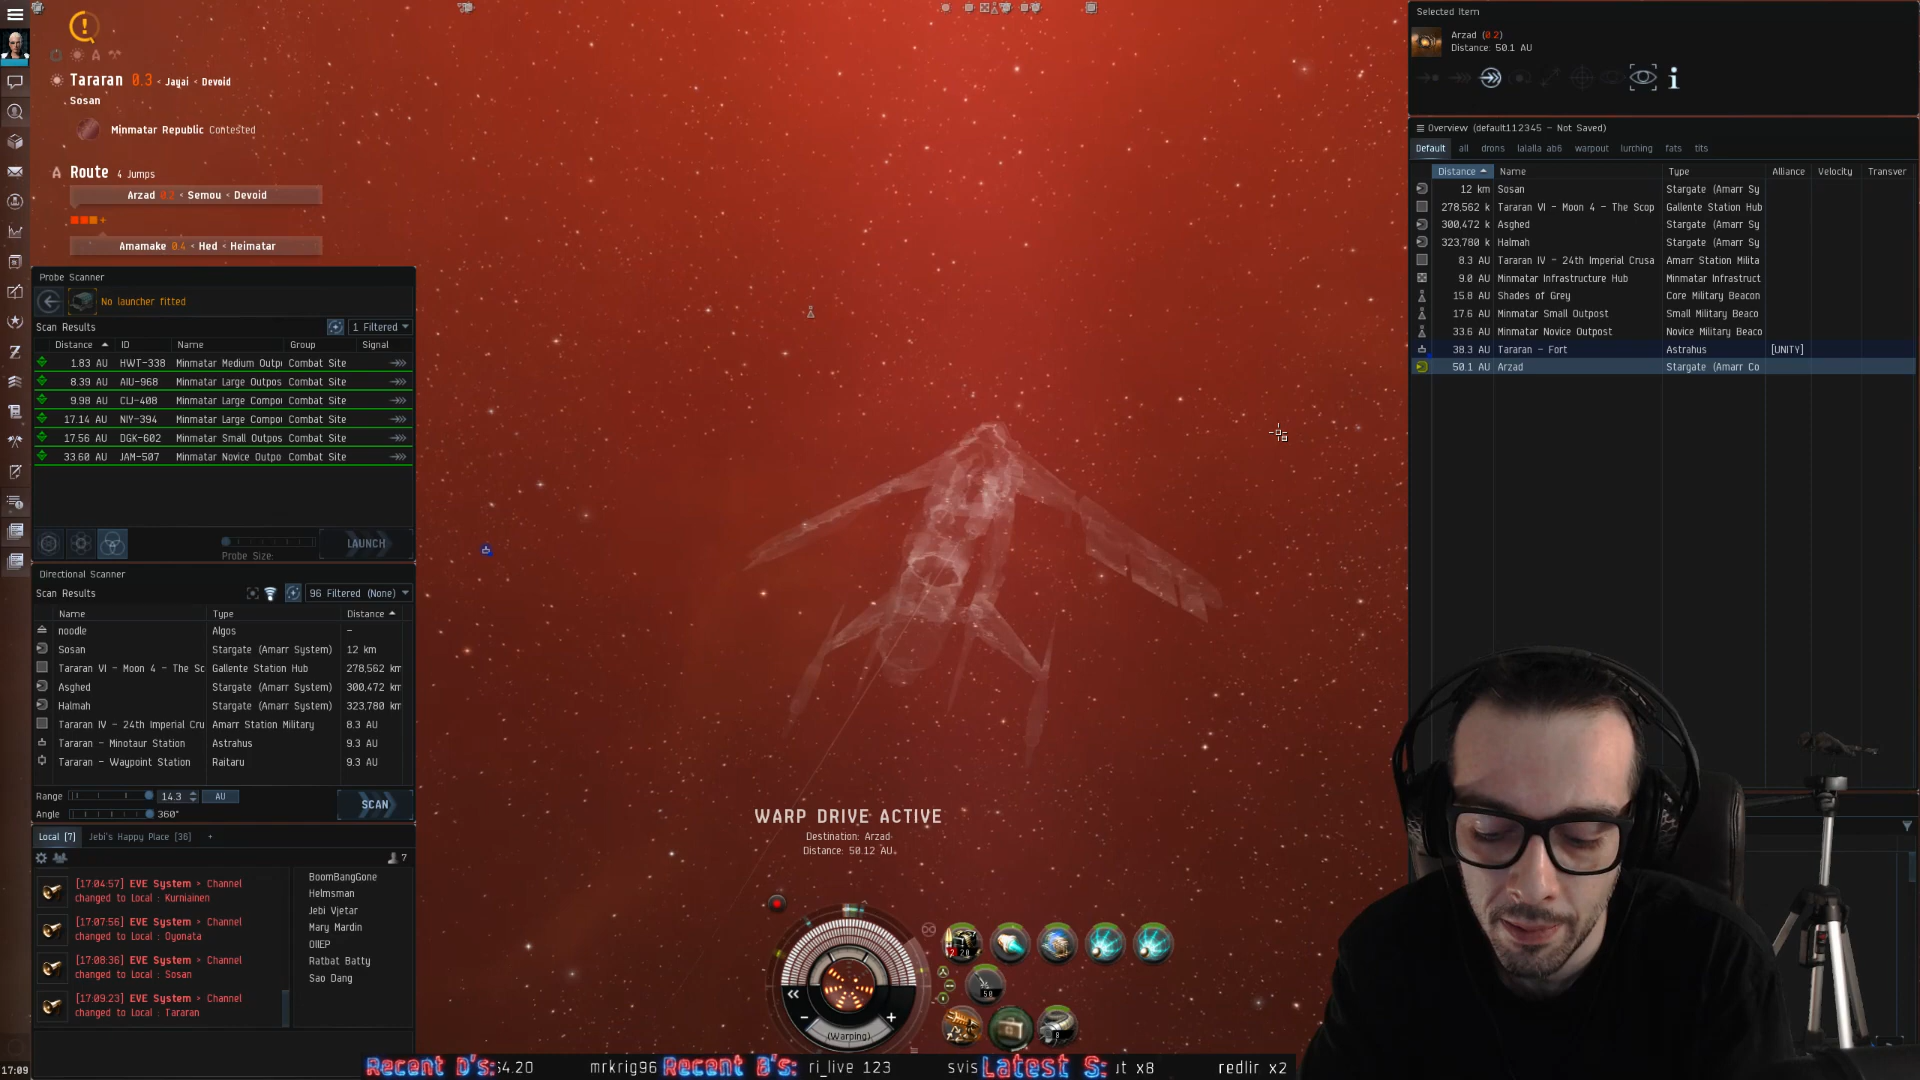 Tararan 0.3 < Jayai < Devoid
Sosan
Minmatar Republic Contested
Route 4 Jumps
Arzad 0.2 < Semou < Devoid
Amamake 0.4 < Hed < Heimatar
Probe Scanner
No launcher fitted
Scan Results
1 Filtered
Distance ID Name Group Signal
1.83 AU HWT-338 Minmatar Medium Outp Combat Site
8.39 AU AIU-968 Minmatar Large Outpos Combat Site
9.98 AU CLJ-408 Minmatar Large Compou Combat Site
17.14 AU NIY-394 Minmatar Large Compou Combat Site
17.56 AU DGK-602 Minmatar Small Outpos Combat Site
33.60 AU JAM-507 Minmatar Novice Outpo Combat Site
Probe Size:
LAUNCH
Directional Scanner
Scan Results
96 Filtered (None)
Name Type Distance
noodle Algos -
Sosan Stargate (Amarr System) 12 km
Tararan VI - Moon 4 - The Sc Gallente Station Hub 278,562 km
Asghed Stargate (Amarr System) 300,472 km
Halmah Stargate (Amarr System) 323,780 km
Tararan IV - 24th Imperial Cru Amarr Station Military 8.3 AU
Tararan - Minotaur Station Astrahus 9.3 AU
Tararan - Waypoint Station Raitaru 9.3 AU
Range 14.3 AU
Angle 360°
SCAN
Local [7] Jebi's Happy Place [36] +
7
[17:04:57] EVE System > Channel
changed to Local : Kurniainen
[17:07:56] EVE System > Channel
changed to Local : Oyonata
[17:08:36] EVE System > Channel
changed to Local : Sosan
[17:09:23] EVE System > Channel
changed to Local : Tararan
BoomBangGone
Helmsman
Jebi Vjetar
Mary Mardin
Ratbat Batty
Sao Dang
17:09
WARP DRIVE ACTIVE
Destination: Arzad
Distance: 50.12 AU
(Warping)
50
8
Recent D's: 4.20 mrkrig96 Recent B's: ri_live 123 svis Latest S: ut x8 redlir x2
Selected Item
Arzad (0.2)
Distance: 50.1 AU
Overview (default112345 - Not Saved)
Default all drons lalalla ab6 warpout lurching fats tits
Distance Name Type Alliance Velocity Transver
12 km Sosan Stargate (Amarr Sy
278,562 k Tararan VI - Moon 4 - The Scop Gallente Station Hub
300,472 k Asghed Stargate (Amarr Sy
323,780 k Halmah Stargate (Amarr Sy
8.3 AU Tararan IV - 24th Imperial Crusa Amarr Station Milita
9.0 AU Minmatar Infrastructure Hub Minmatar Infrastruct
15.8 AU Shades of Grey Core Military Beacon
17.6 AU Minmatar Small Outpost Small Military Beaco
33.6 AU Minmatar Novice Outpost Novice Military Beaco
38.3 AU Tararan - Fort Astrahus [UNITY]
50.1 AU Arzad Stargate (Amarr Co